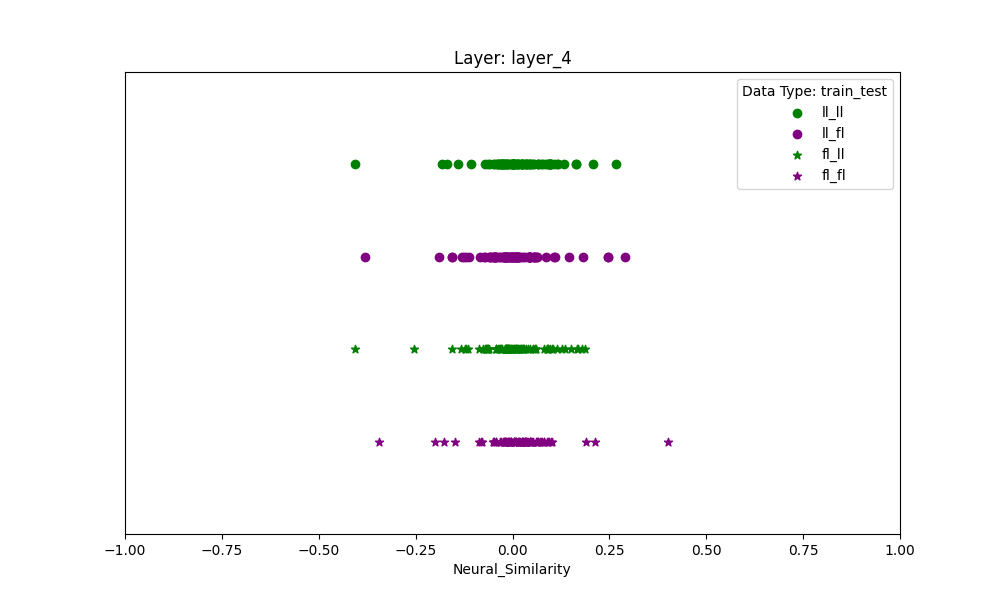 Layer: layer_4
Data Type: train_test
ll_ll
ll_fl
fl_ll
fl_fl
−1.00 −0.75 −0.50 −0.25 0.00 0.25 0.50 0.75 1.00
Neural_Similarity